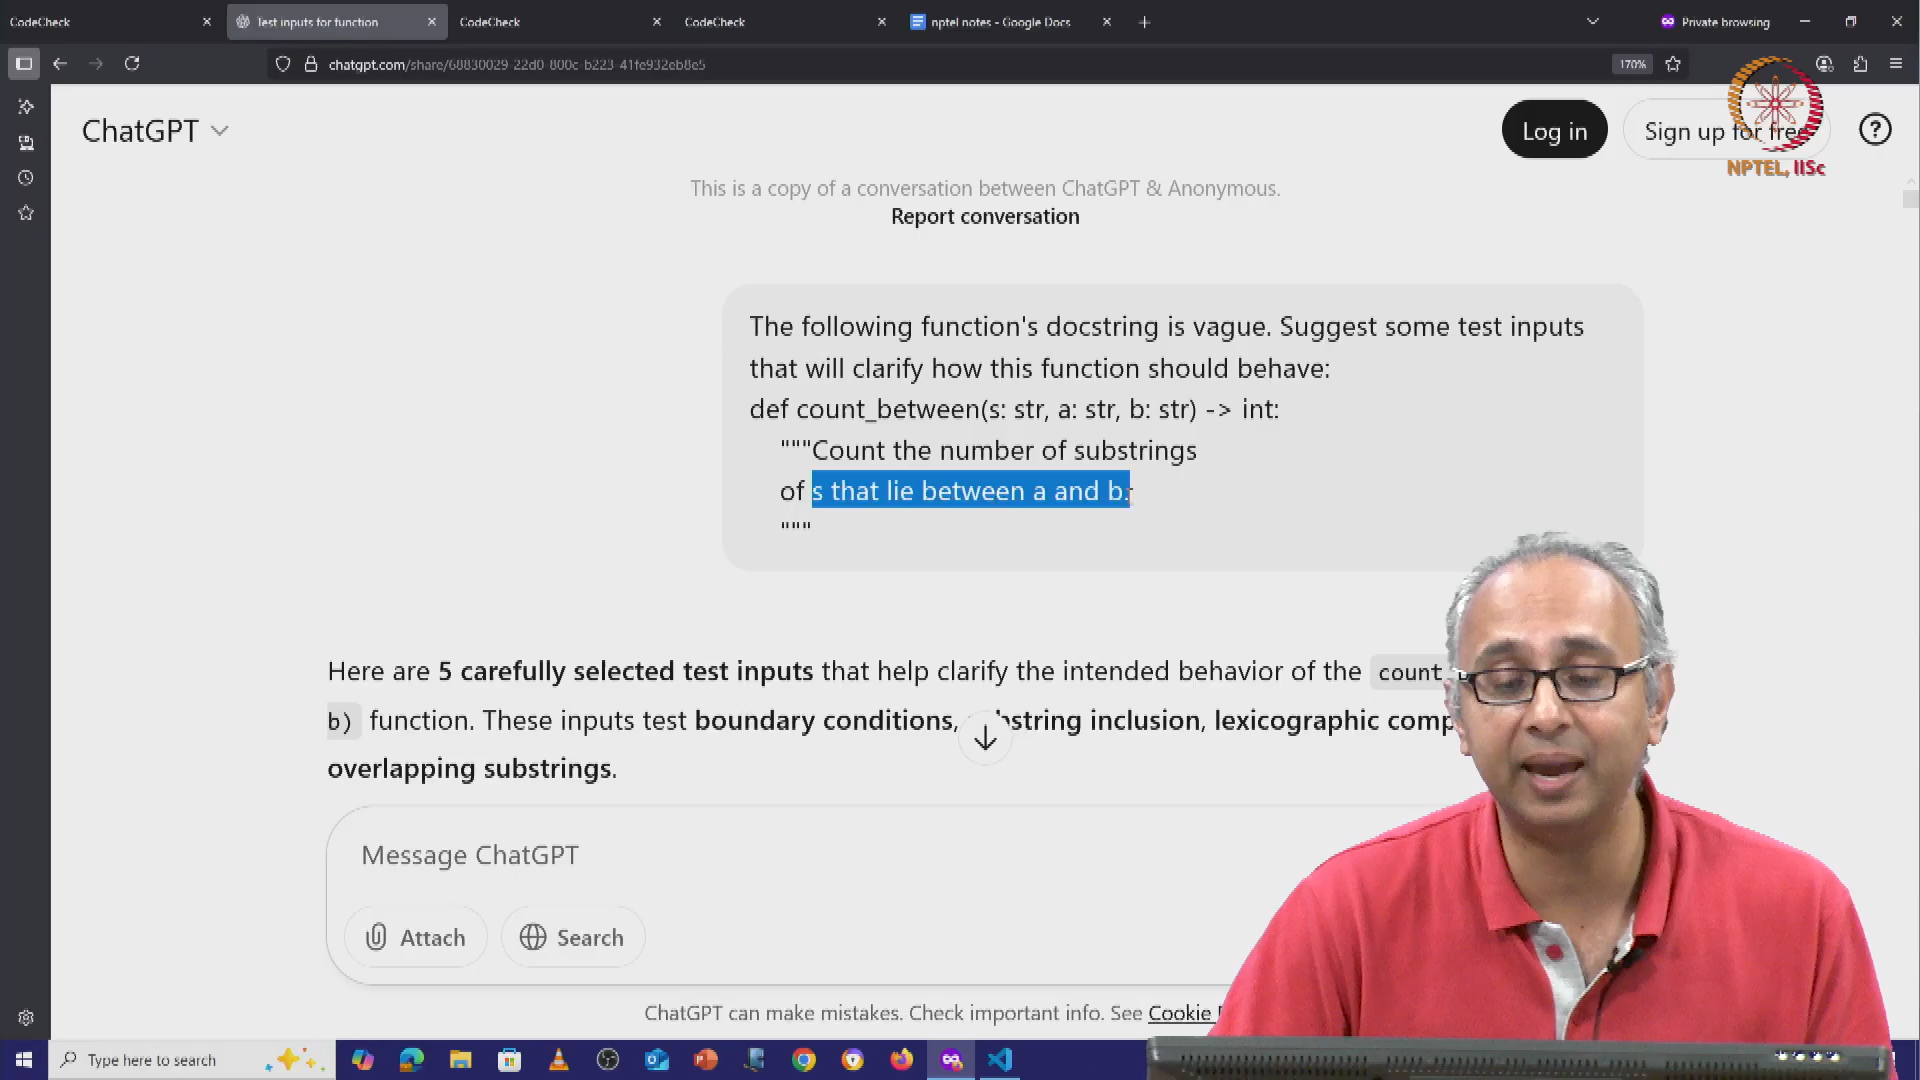 CodeCheck
Test inputs for function
CodeCheck
CodeCheck
nptel notes - Google Docs
Private browsing
chatgpt.com/share/68830029-22d0-800c-b223-41fe932eb8e5
170%
ChatGPT
Log in
Sign up for free
NPTEL, IISc
This is a copy of a conversation between ChatGPT & Anonymous.
Report conversation
The following function's docstring is vague. Suggest some test inputs
that will clarify how this function should behave:
def count_between(s: str, a: str, b: str) -> int:
"""Count the number of substrings
of s that lie between a and b.
"""
Here are 5 carefully selected test inputs that help clarify the intended behavior of the count
b) function. These inputs test boundary conditions, bstring inclusion, lexicographic comp
overlapping substrings.
Message ChatGPT
Attach
Search
ChatGPT can make mistakes. Check important info. See Cookie
Type here to search